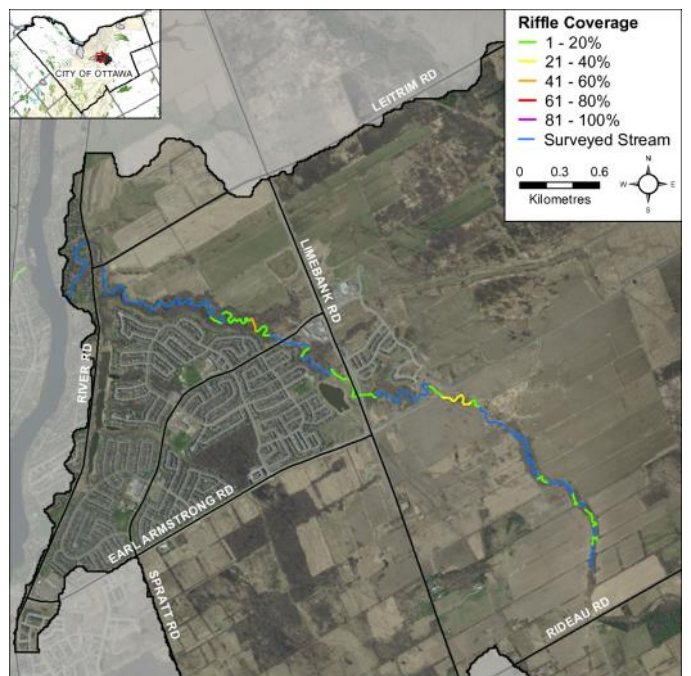 CITY OF OTTAWA
Riffle Coverage
1 - 20%
21 - 40%
41 - 60%
61 - 80%
81 - 100%
Surveyed Stream
0 0.3 0.6
Kilometres
N
W E
S
LEITRIM RD
LIMEBANK RD
RIVER RD
EARL ARMSTRONG RD
SPRATT RD
RIDEAU RD